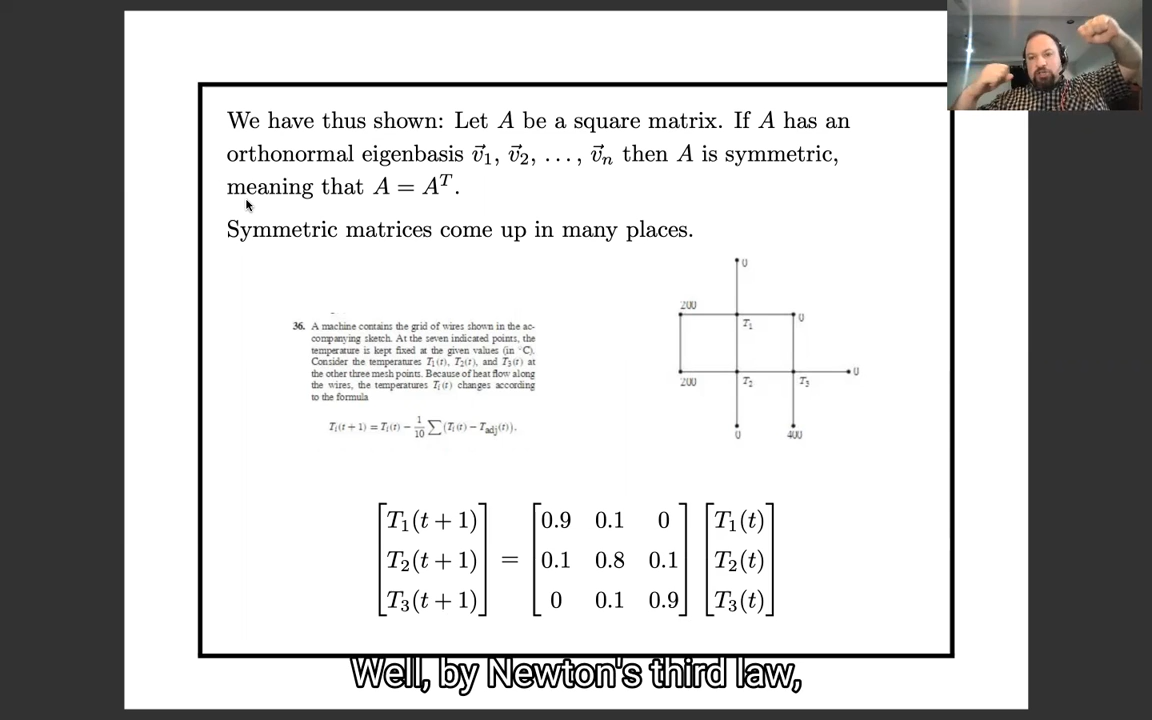 We have thus shown: Let A be a square matrix. If A has an
orthonormal eigenbasis v⃗₁, v⃗₂, ..., v⃗ₙ then A is symmetric,
meaning that A = Aᵀ.
Symmetric matrices come up in many places.
36. A machine contains the grid of wires shown in the ac-
companying sketch. At the seven indicated points, the
temperature is kept fixed at the given values (in °C).
Consider the temperatures T₁(t), T₂(t), and T₃(t) at
the other three mesh points. Because of heat flow along
the wires, the temperatures Tᵢ(t) changes according
to the formula
Tᵢ(t + 1) = Tᵢ(t) − 1/10 ∑(Tᵢ(t) − Tadj(t)).
0
200
T₁
0
200
T₂
T₃
0
0
400
[T₁(t + 1)] [0.9 0.1 0] [T₁(t)]
[T₂(t + 1)] = [0.1 0.8 0.1] [T₂(t)]
[T₃(t + 1)] [0 0.1 0.9] [T₃(t)]
Well, by Newton's third law,